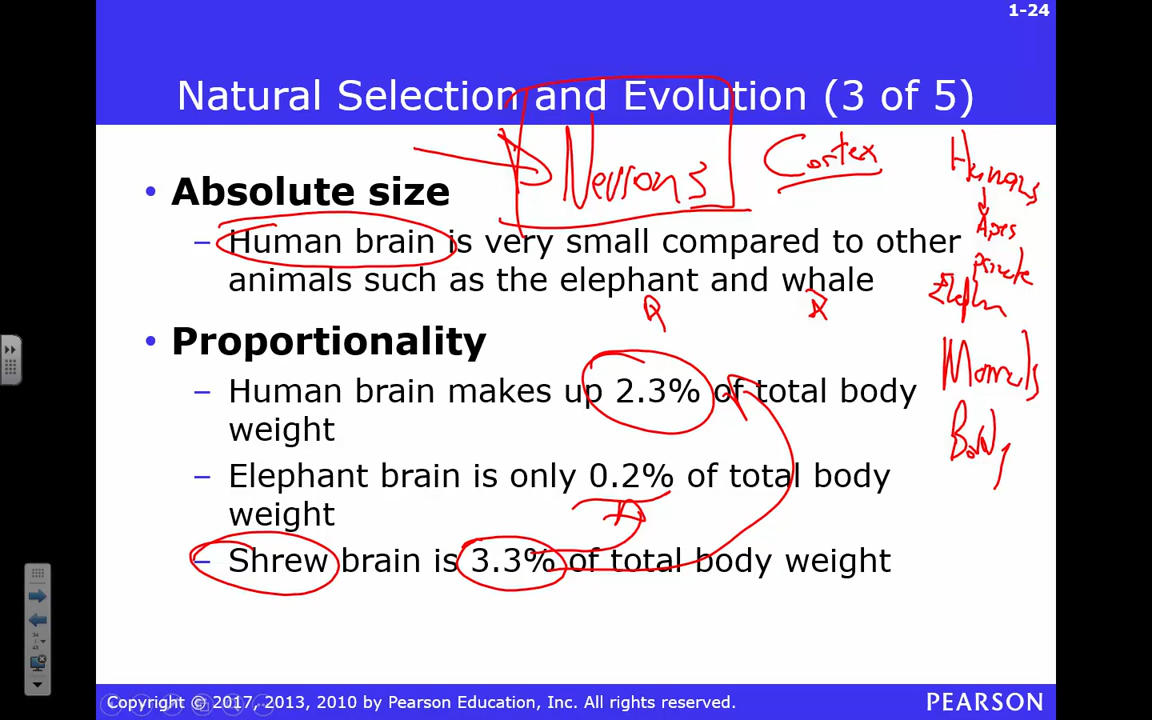 1-24
Natural Selection and Evolution (3 of 5)
Neurons
Cortex
Humans
Apes
• Absolute size
– Human brain is very small compared to other
animals such as the elephant and whale
• Proportionality
– Human brain makes up 2.3% of total body
weight
– Elephant brain is only 0.2% of total body
weight
– Shrew brain is 3.3% of total body weight
Body
Copyright © 2017, 2013, 2010 by Pearson Education, Inc. All rights reserved.
PEARSON